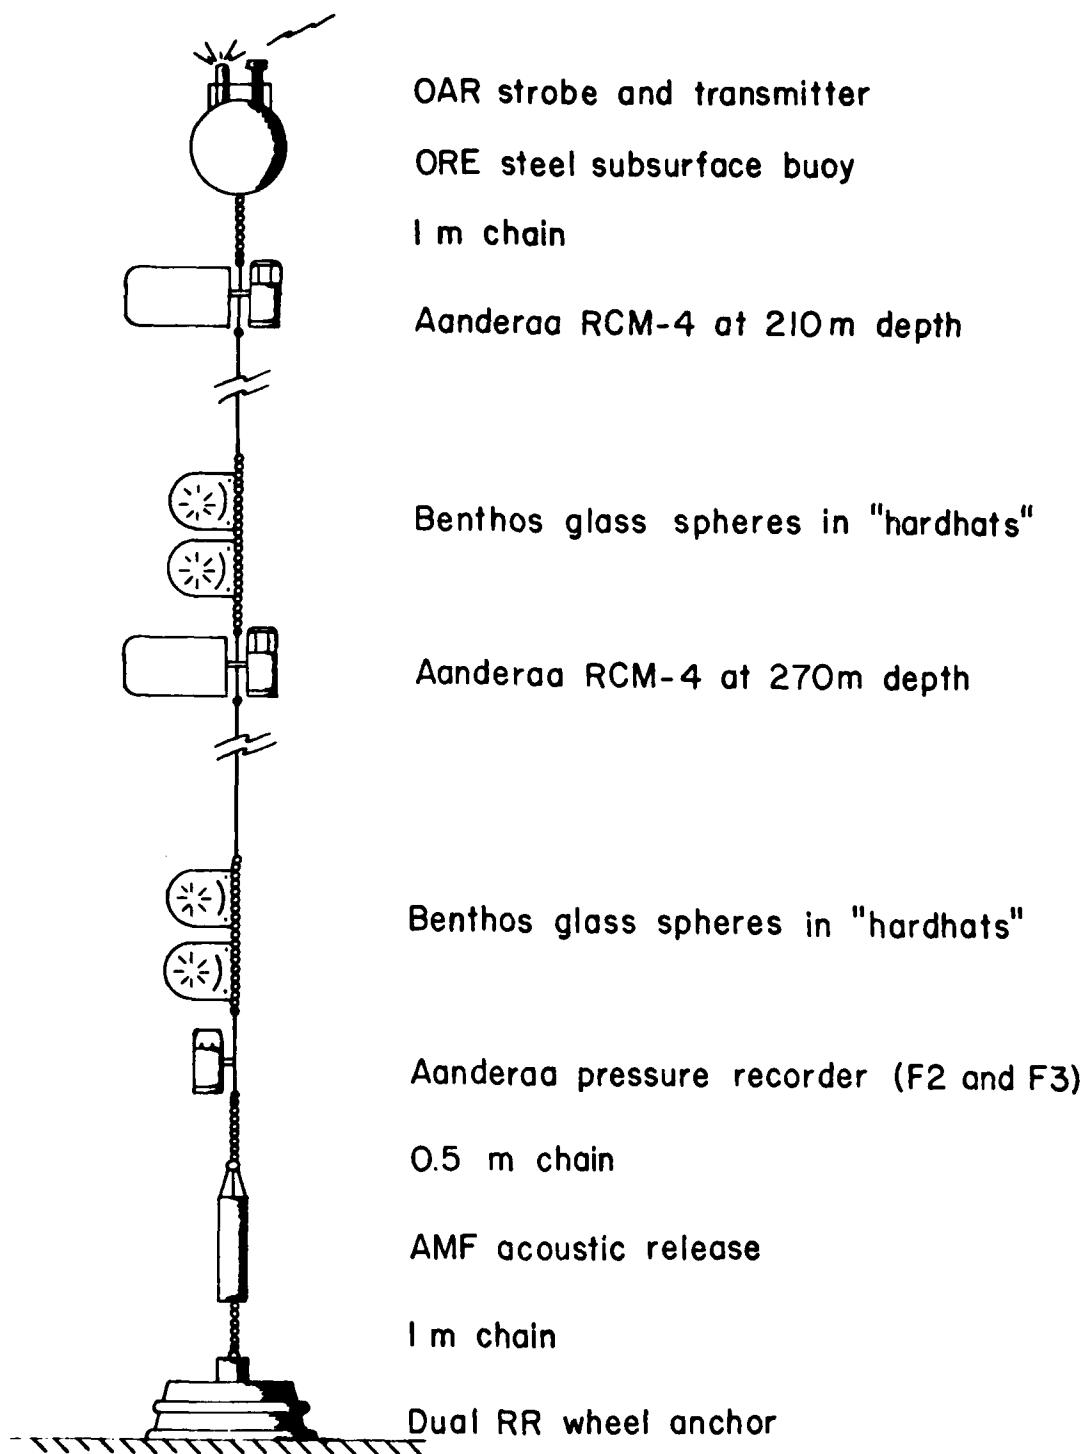 OAR strobe and transmitter
ORE steel subsurface buoy
1 m chain
Aanderaa RCM-4 at 210m depth
Benthos glass spheres in "hardhats"
Aanderaa RCM-4 at 270m depth
Benthos glass spheres in "hardhats"
Aanderaa pressure recorder (F2 and F3)
0.5 m chain
AMF acoustic release
1 m chain
Dual RR wheel anchor